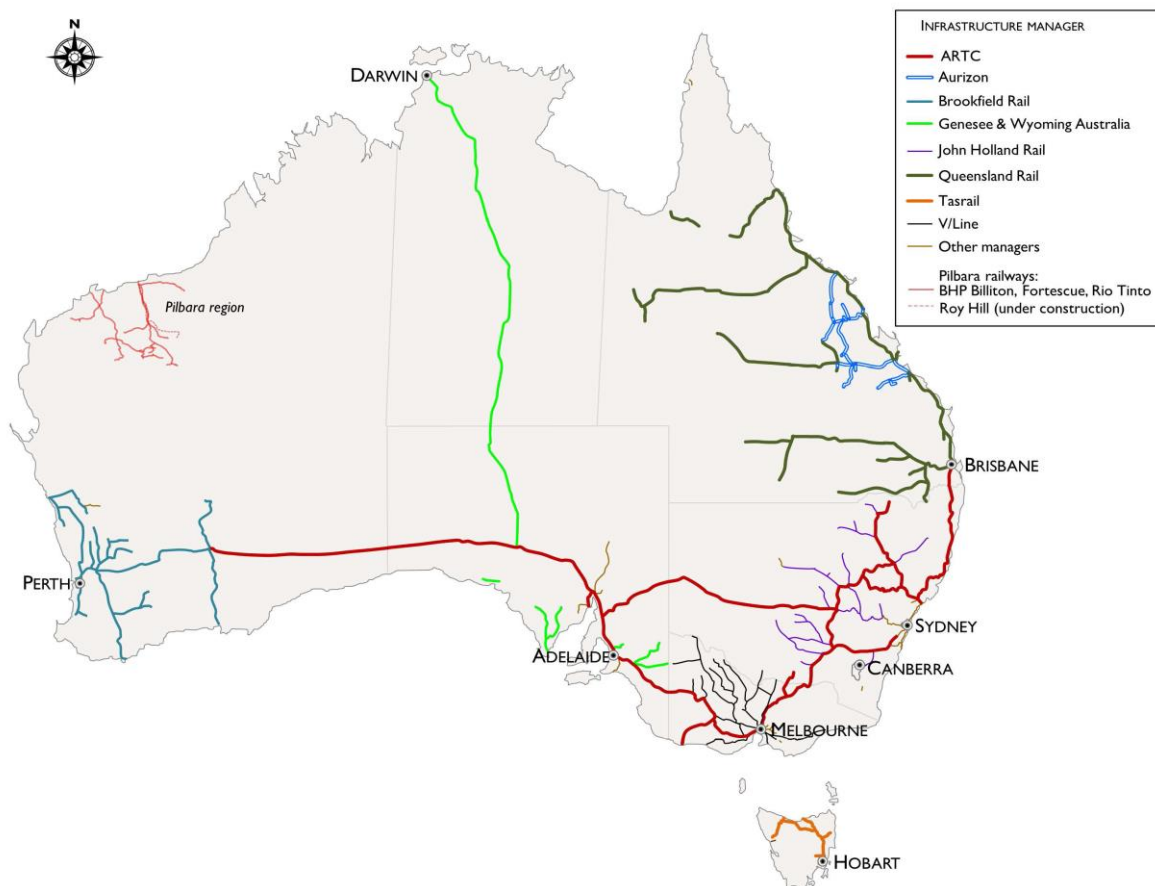 N
INFRASTRUCTURE MANAGER
ARTC
Aurizon
Brookfield Rail
Genesee & Wyoming Australia
John Holland Rail
Queensland Rail
Tasrail
V/Line
Other managers
Pilbara railways:
BHP Billiton, Fortescue, Rio Tinto
Roy Hill (under construction)
DARWIN
Pilbara region
BRISBANE
PERTH
SYDNEY
ADELAIDE
CANBERRA
MELBOURNE
HOBART